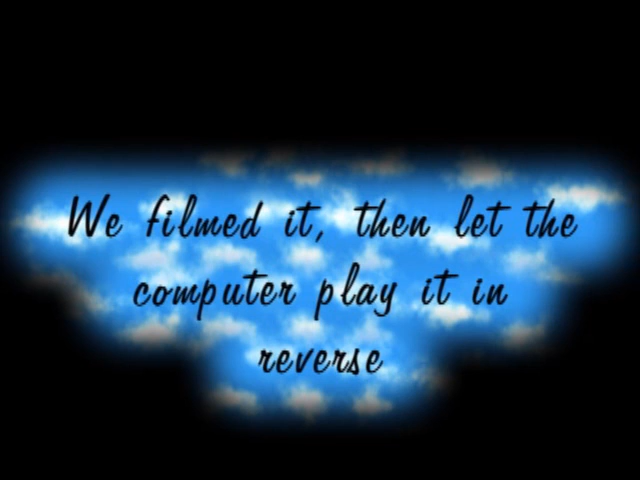 We filmed it, then let the
computer play it in
reverse